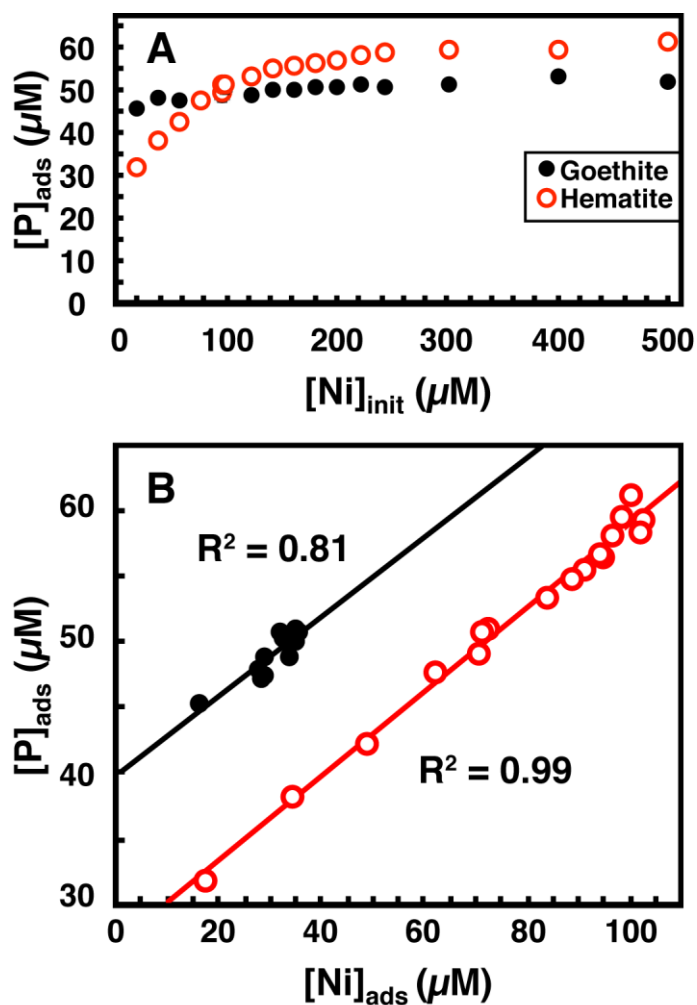 A
60
50
40
30
20
10
0
[P]ads (µM)
Goethite
Hematite
0 100 200 300 400 500
[Ni]init (µM)
B
60
50
40
30
[P]ads (µM)
R² = 0.81
R² = 0.99
0 20 40 60 80 100
[Ni]ads (µM)